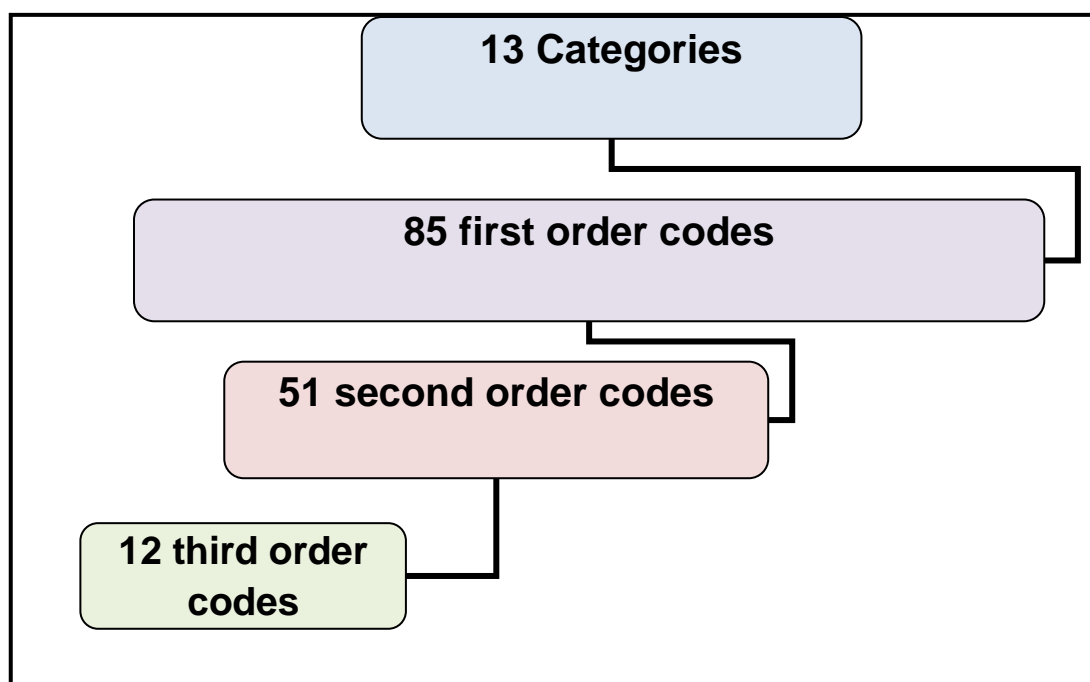 13 Categories
85 first order codes
51 second order codes
12 third order
codes